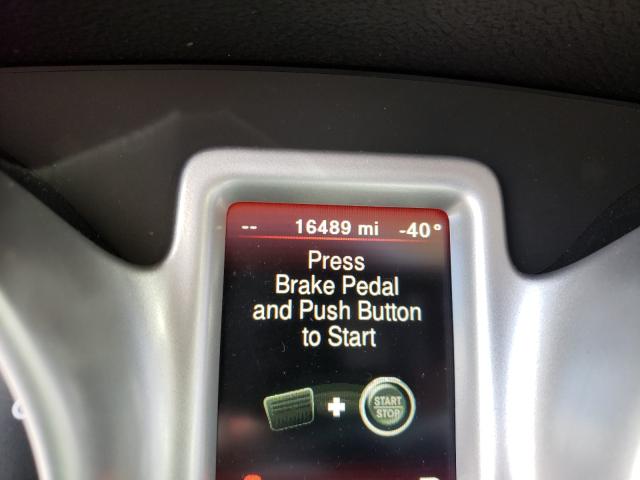 -- 16489 mi -40°
Press
Brake Pedal
and Push Button
to Start
START
STOP